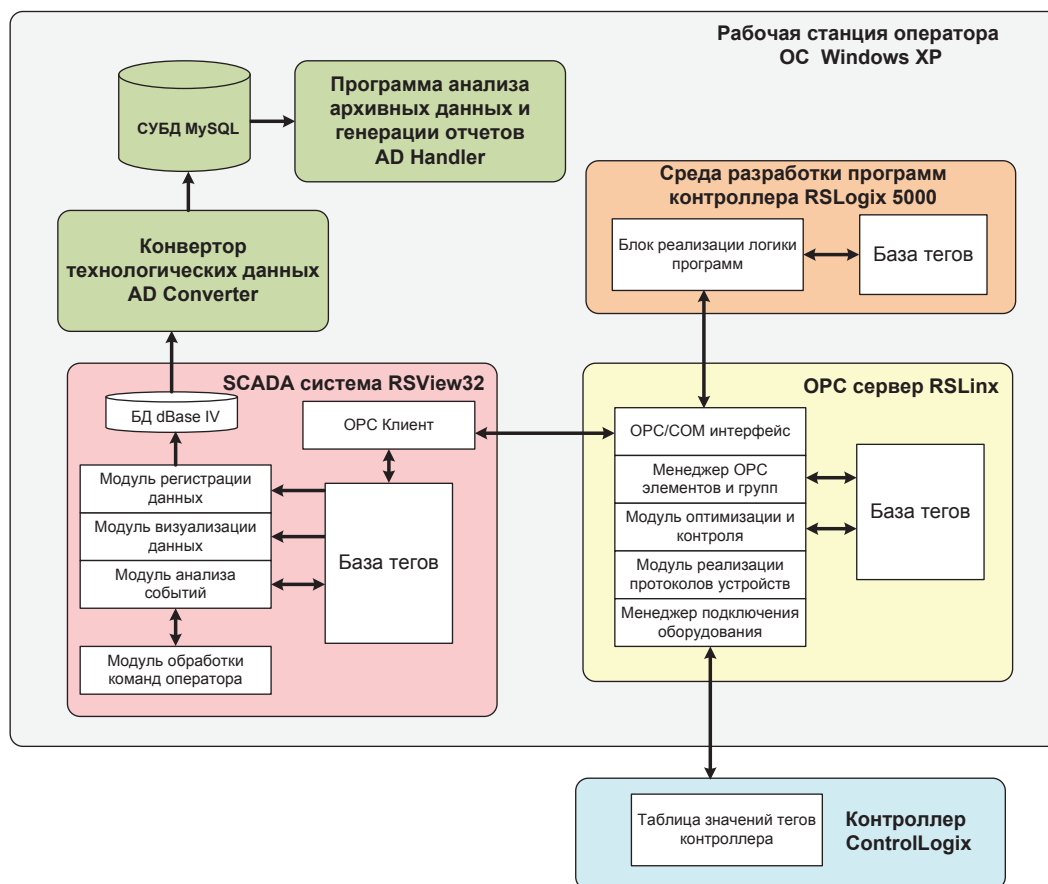 Рабочая станция оператора
ОС Windows XP
СУБД MySQL
Программа анализа
архивных данных и
генерации отчетов
AD Handler
Среда разработки программ
контроллера RSLogix 5000
Блок реализации логики
программ
База тегов
Конвертор
технологических данных
AD Converter
SCADA система RSView32
БД dBase IV
OPC Клиент
Модуль регистрации
данных
Модуль визуализации
данных
Модуль анализа
событий
База тегов
Модуль обработки
команд оператора
OPC сервер RSLinx
OPC/COM интерфейс
Менеджер OPC
элементов и групп
Модуль оптимизации и
контроля
Модуль реализации
протоколов устройств
Менеджер подключения
оборудования
База тегов
Таблица значений тегов
контроллера
Контроллер
ControlLogix